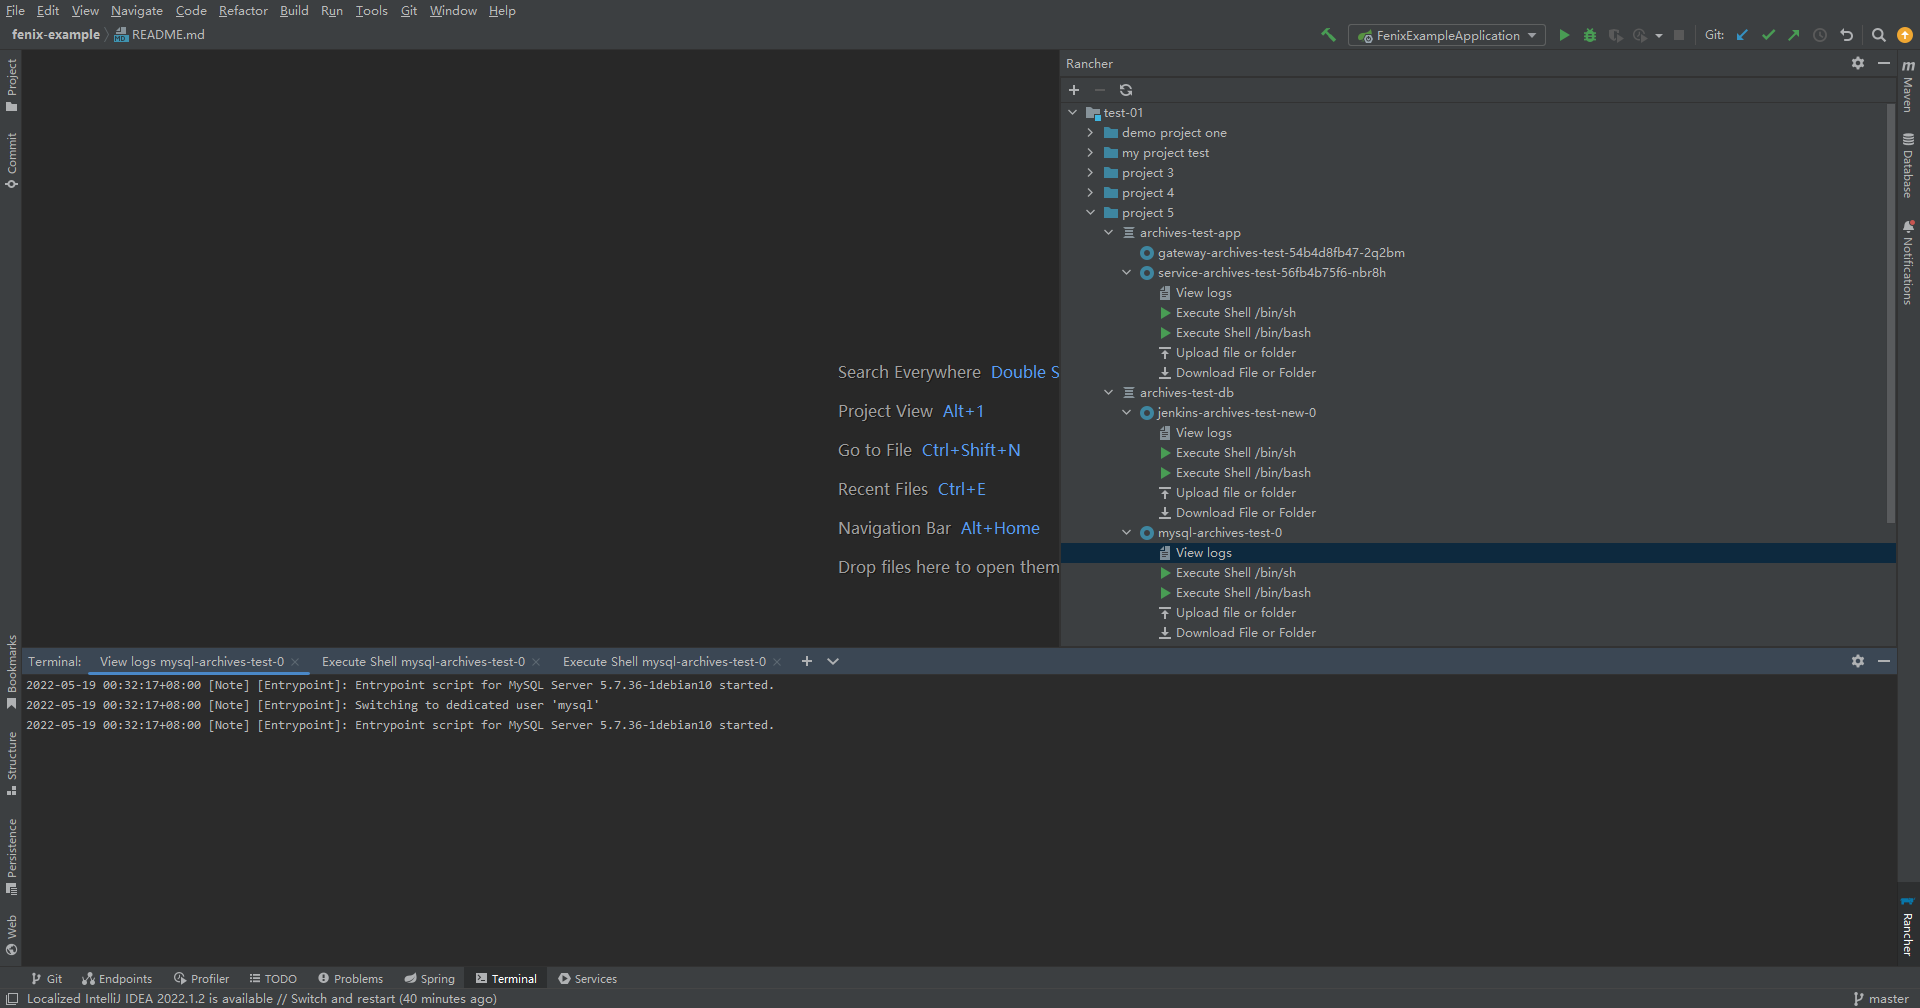 File Edit View Navigate Code Refactor Build Run Tools Git Window Help
fenix-example README.md
FenixExampleApplication
Git:
Project
Commit
Bookmarks
Structure
Persistence
Web
Search Everywhere Double S
Project View Alt+1
Go to File Ctrl+Shift+N
Recent Files Ctrl+E
Navigation Bar Alt+Home
Drop files here to open them
Rancher
test-01
demo project one
my project test
project 3
project 4
project 5
archives-test-app
gateway-archives-test-54b4d8fb47-2q2bm
service-archives-test-56fb4b75f6-nbr8h
View logs
Execute Shell /bin/sh
Execute Shell /bin/bash
Upload file or folder
Download File or Folder
archives-test-db
jenkins-archives-test-new-0
View logs
Execute Shell /bin/sh
Execute Shell /bin/bash
Upload file or folder
Download File or Folder
mysql-archives-test-0
View logs
Execute Shell /bin/sh
Execute Shell /bin/bash
Upload file or folder
Download File or Folder
m
Maven
Database
Notifications
Rancher
Terminal: View logs mysql-archives-test-0 Execute Shell mysql-archives-test-0 Execute Shell mysql-archives-test-0
2022-05-19 00:32:17+08:00 [Note] [Entrypoint]: Entrypoint script for MySQL Server 5.7.36-1debian10 started.
2022-05-19 00:32:17+08:00 [Note] [Entrypoint]: Switching to dedicated user 'mysql'
2022-05-19 00:32:17+08:00 [Note] [Entrypoint]: Entrypoint script for MySQL Server 5.7.36-1debian10 started.
Git Endpoints Profiler TODO Problems Spring Terminal Services
Localized IntelliJ IDEA 2022.1.2 is available // Switch and restart (40 minutes ago)
master